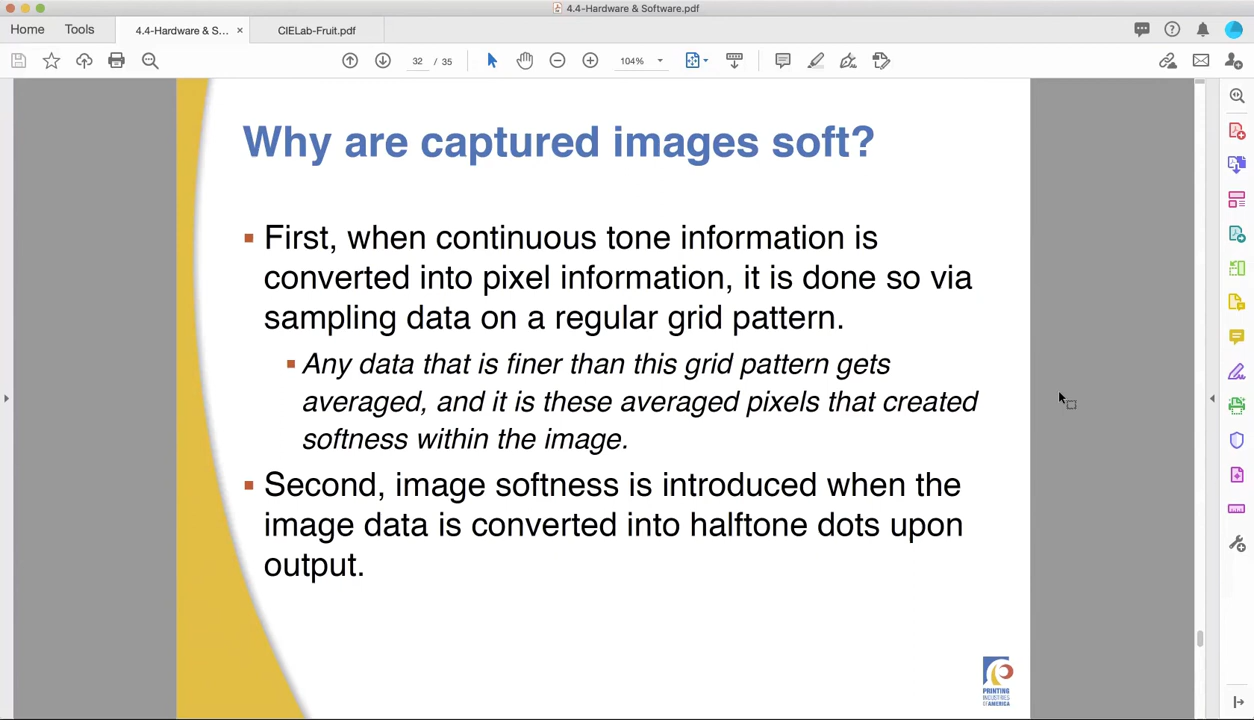 4.4-Hardware & Software.pdf
Home
Tools
4.4-Hardware & S...
×
CIELab-Fruit.pdf
32 / 35
104%
Why are captured images soft?
First, when continuous tone information is
converted into pixel information, it is done so via
sampling data on a regular grid pattern.
Any data that is finer than this grid pattern gets
averaged, and it is these averaged pixels that created
softness within the image.
Second, image softness is introduced when the
image data is converted into halftone dots upon
output.
PRINTING
INDUSTRIES
OF AMERICA